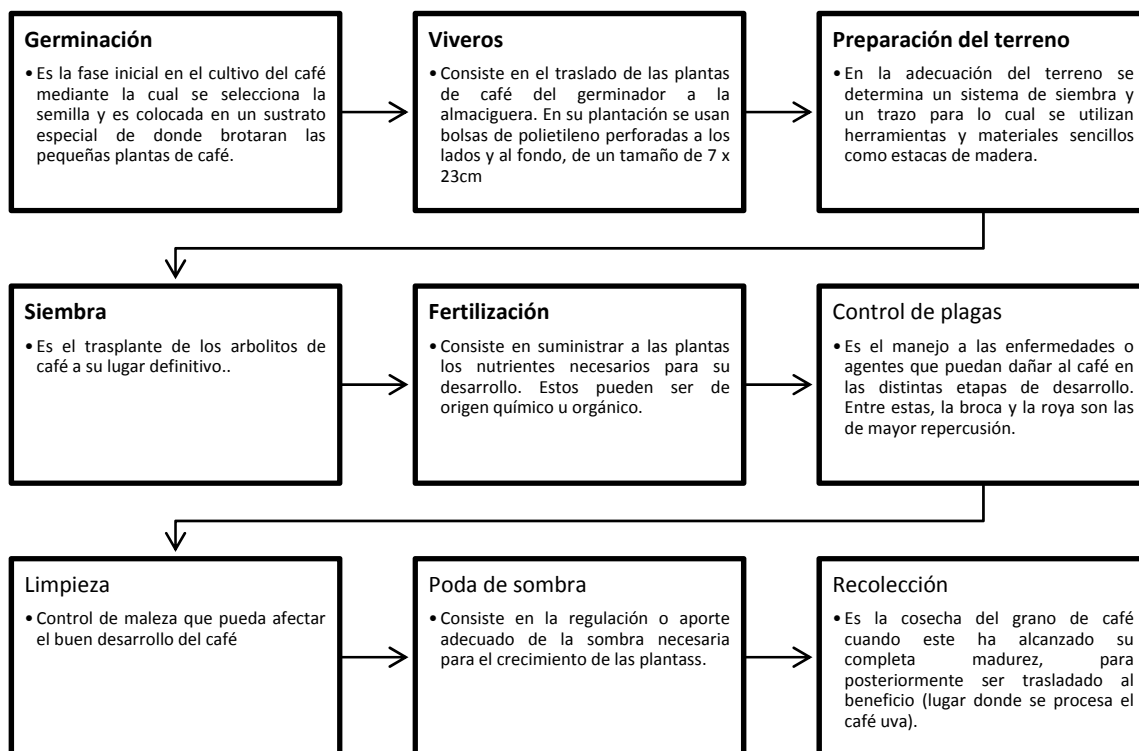 Germinación
• Es la fase inicial en el cultivo del café
mediante la cual se selecciona la
semilla y es colocada en un sustrato
especial de donde brotaran las
pequeñas plantas de café.
Viveros
• Consiste en el traslado de las plantas
de café del germinador a la
almaciguera. En su plantación se usan
bolsas de polietileno perforadas a los
lados y al fondo, de un tamaño de 7 x
23cm
Preparación del terreno
• En la adecuación del terreno se
determina un sistema de siembra y
un trazo para lo cual se utilizan
herramientas y materiales sencillos
como estacas de madera.
Siembra
• Es el trasplante de los arbolitos de
café a su lugar definitivo..
Fertilización
• Consiste en suministrar a las plantas
los nutrientes necesarios para su
desarrollo. Estos pueden ser de
origen químico u orgánico.
Control de plagas
• Es el manejo a las enfermedades o
agentes que puedan dañar al café en
las distintas etapas de desarrollo.
Entre estas, la broca y la roya son las
de mayor repercusión.
Limpieza
• Control de maleza que pueda afectar
el buen desarrollo del café
Poda de sombra
• Consiste en la regulación o aporte
adecuado de la sombra necesaria
para el crecimiento de las plantass.
Recolección
• Es la cosecha del grano de café
cuando este ha alcanzado su
completa madurez, para
posteriormente ser trasladado al
beneficio (lugar donde se procesa el
café uva).